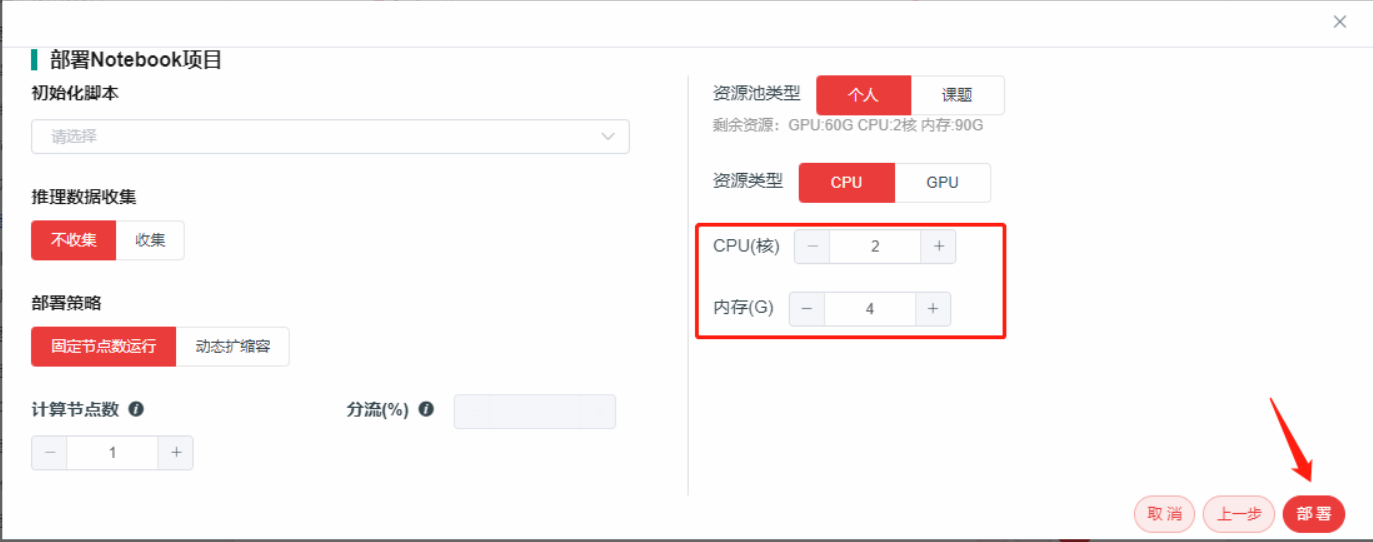 部署Notebook项目
初始化脚本
请选择
推理数据收集
不收集 收集
部署策略
固定节点数运行 动态扩缩容
计算节点数 分流(%)
1
资源池类型 个人 课题
剩余资源：GPU:60G CPU:2核 内存:90G
资源类型 CPU GPU
CPU(核) 2
内存(G) 4
取消 上一步 部署